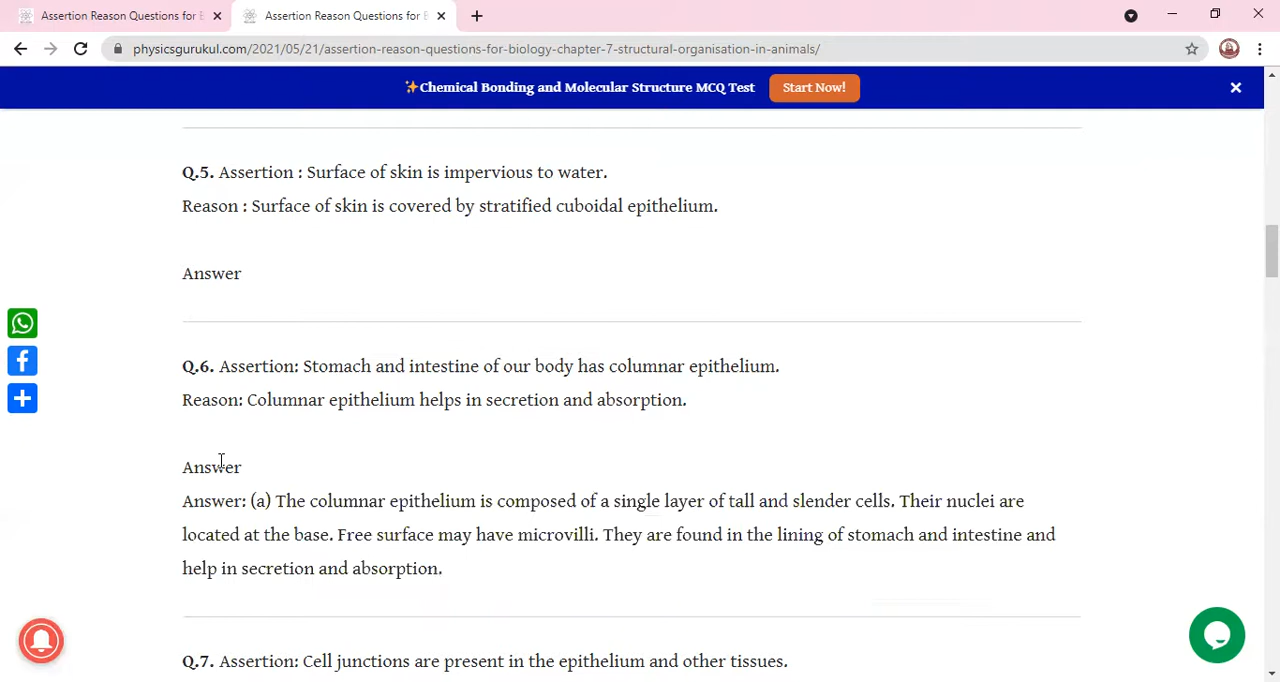 Assertion Reason Questions for B
Assertion Reason Questions for B
physicsgurukul.com/2021/05/21/assertion-reason-questions-for-biology-chapter-7-structural-organisation-in-animals/
✨Chemical Bonding and Molecular Structure MCQ Test Start Now!
Q.5. Assertion : Surface of skin is impervious to water.
Reason : Surface of skin is covered by stratified cuboidal epithelium.
Answer
Q.6. Assertion: Stomach and intestine of our body has columnar epithelium.
Reason: Columnar epithelium helps in secretion and absorption.
Answer
Answer: (a) The columnar epithelium is composed of a single layer of tall and slender cells. Their nuclei are
located at the base. Free surface may have microvilli. They are found in the lining of stomach and intestine and
help in secretion and absorption.
Q.7. Assertion: Cell junctions are present in the epithelium and other tissues.